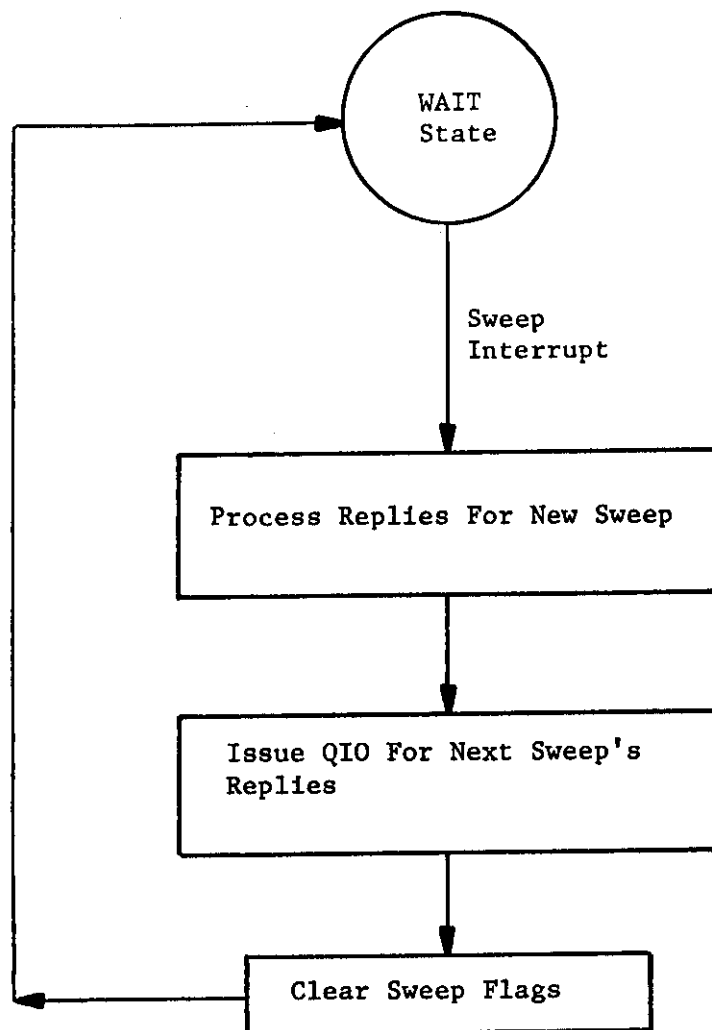 WAIT
State
Sweep
Interrupt
Process Replies For New Sweep
Issue QIO For Next Sweep's
Replies
Clear Sweep Flags